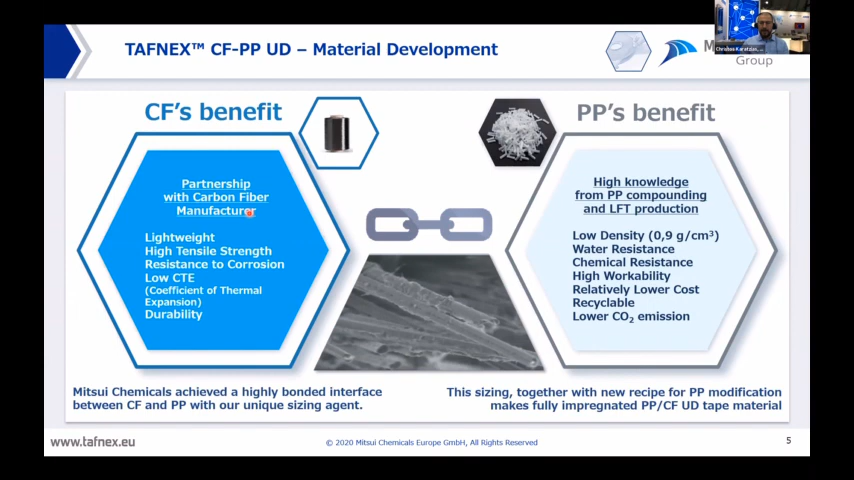 TAFNEX™ CF-PP UD – Material Development
Group
CF's benefit
PP's benefit
Partnership
with Carbon Fiber
Manufacturer
Lightweight
High Tensile Strength
Resistance to Corrosion
Low CTE
(Coefficient of Thermal
Expansion)
Durability
High knowledge
from PP compounding
and LFT production
Low Density (0,9 g/cm³)
Water Resistance
Chemical Resistance
High Workability
Relatively Lower Cost
Recyclable
Lower CO₂ emission
Mitsui Chemicals achieved a highly bonded interface
between CF and PP with our unique sizing agent.
This sizing, together with new recipe for PP modification
makes fully impregnated PP/CF UD tape material
www.tafnex.eu
© 2020 Mitsui Chemicals Europe GmbH, All Rights Reserved
5